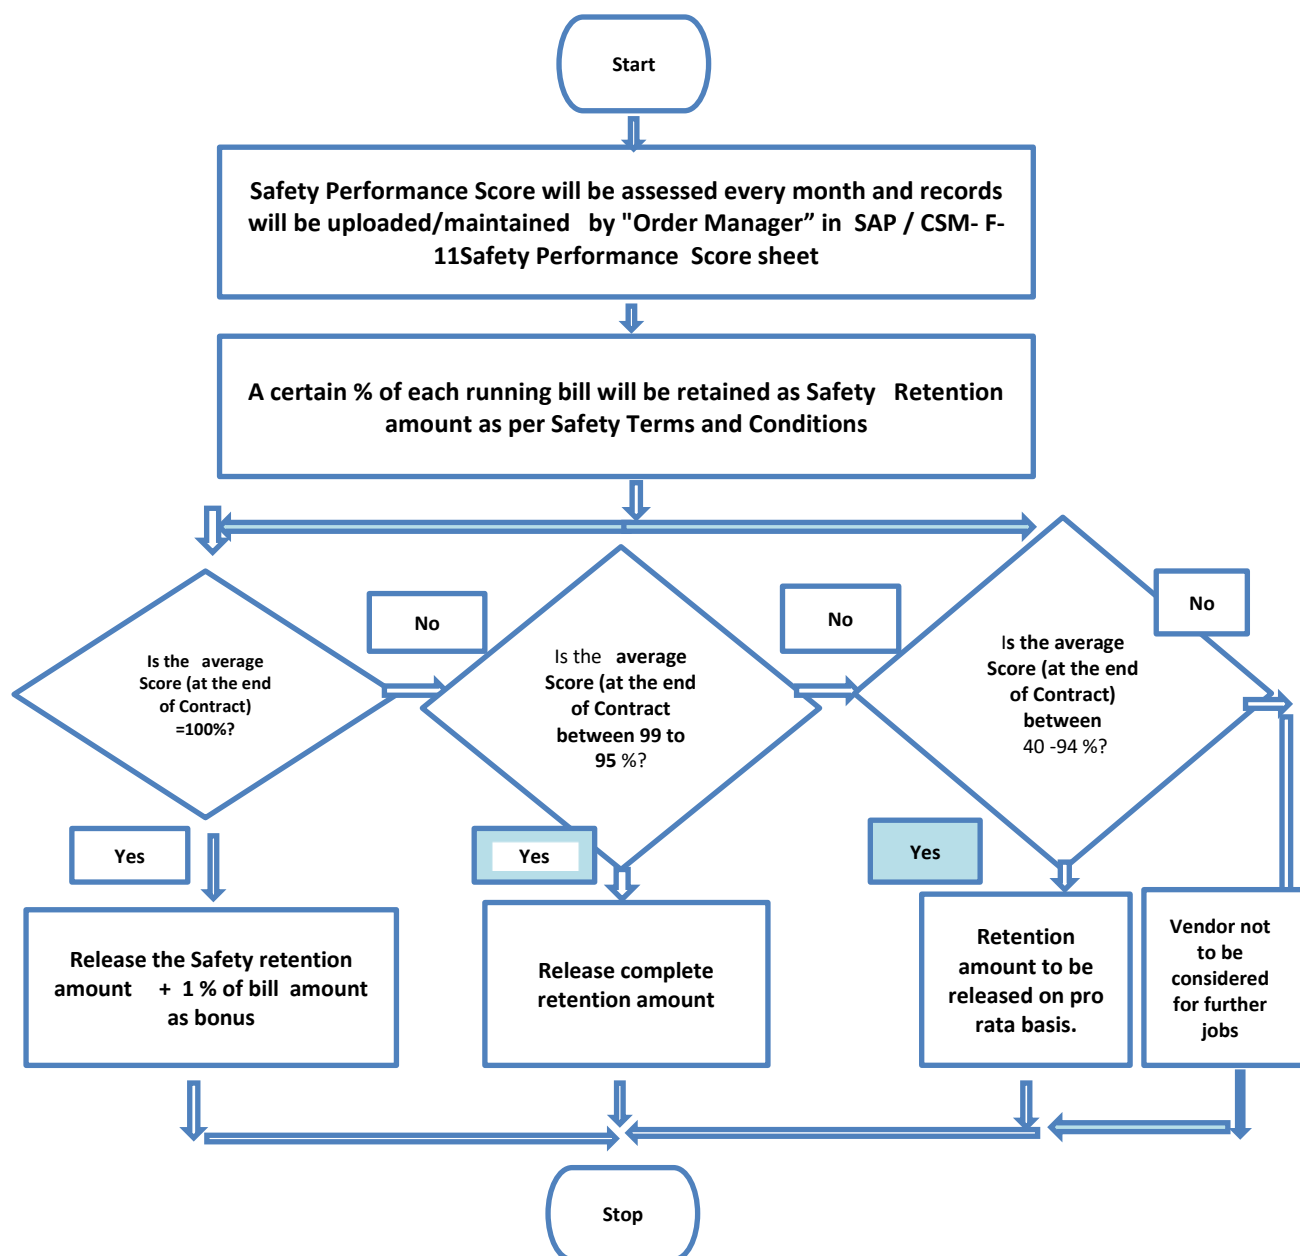 Start
Safety Performance Score will be assessed every month and records
will be uploaded/maintained by "Order Manager” in SAP / CSM- F-
11Safety Performance Score sheet
A certain % of each running bill will be retained as Safety Retention
amount as per Safety Terms and Conditions
Is the average
Score (at the end
of Contract)
=100%?
No
Is the average
Score (at the end
of Contract
between 99 to
95 %?
No
Is the average
Score (at the end
of Contract)
between
40 -94 %?
No
Yes
Yes
Yes
Release the Safety retention
amount + 1 % of bill amount
as bonus
Release complete
retention amount
Retention
amount to be
released on pro
rata basis.
Vendor not
to be
considered
for further
jobs
Stop